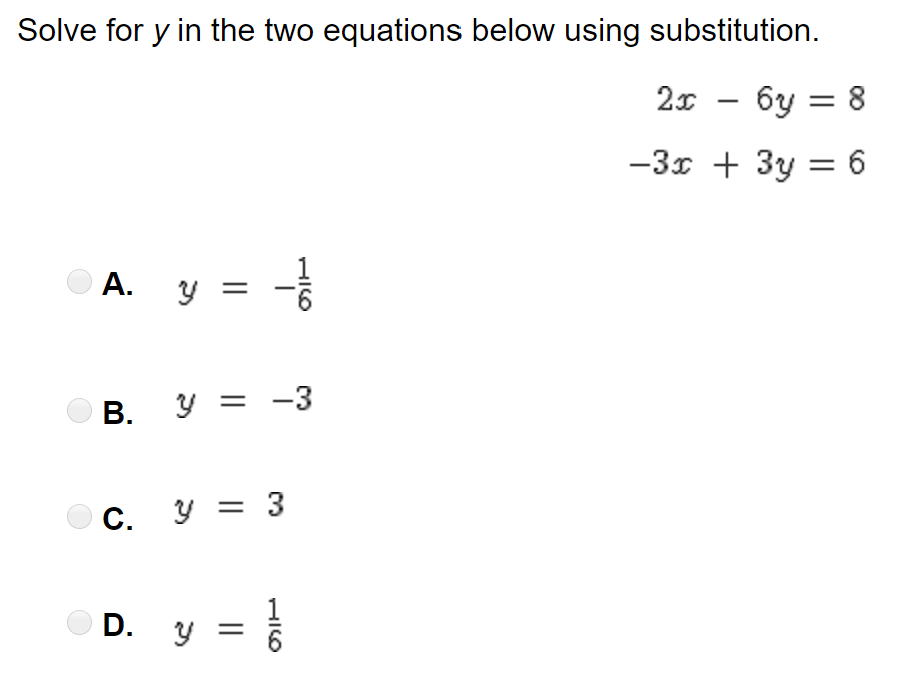 Solve for y in the two equations below using substitution.
2x − 6y = 8
−3x + 3y = 6
A. y = −1/6
B. y = −3
C. y = 3
D. y = 1/6